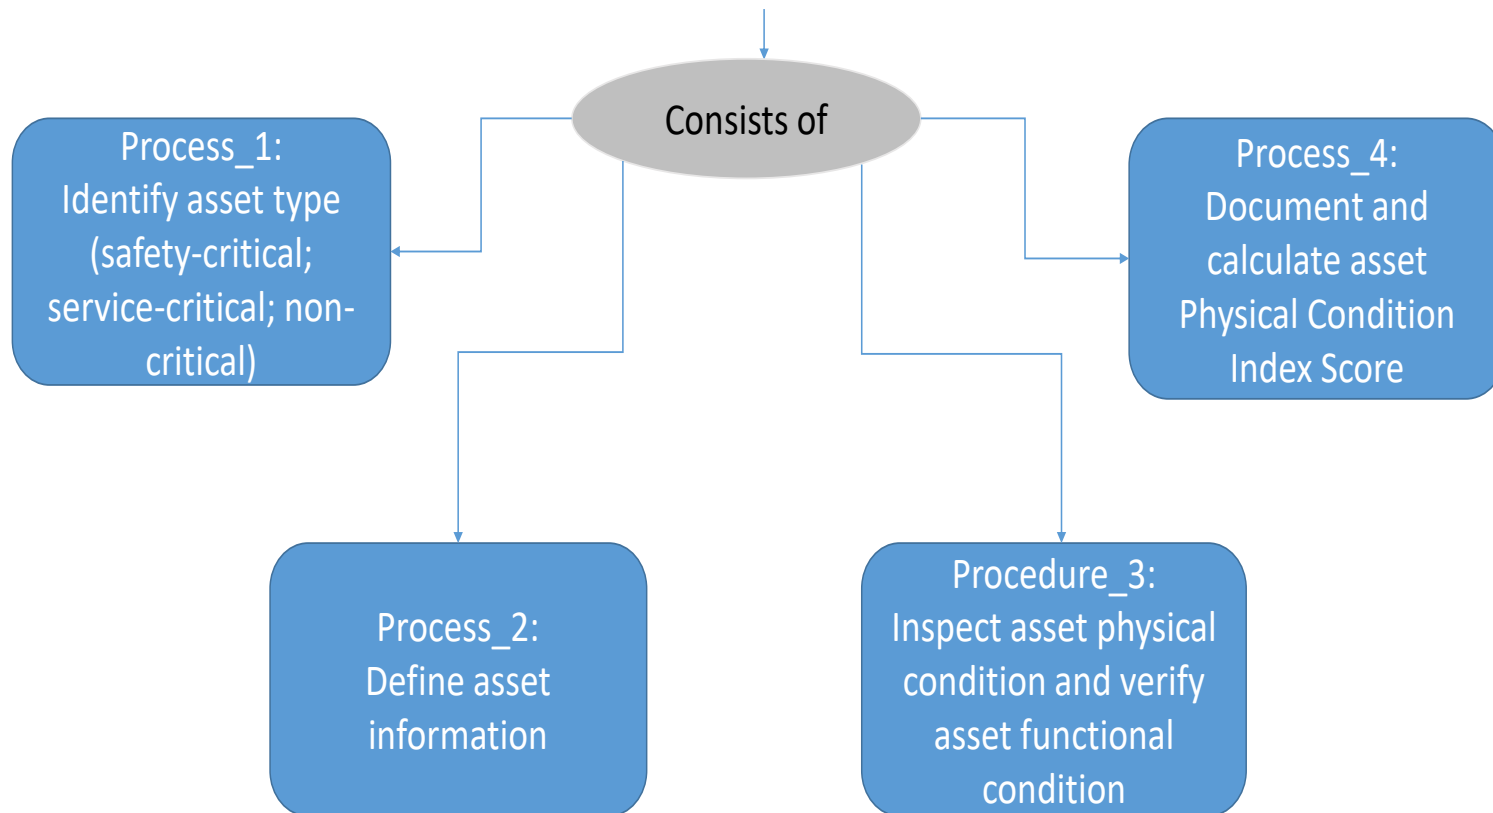 Consists of
Process_1:
Identify asset type
(safety-critical;
service-critical; non-
critical)
Process_4:
Document and
calculate asset
Physical Condition
Index Score
Process_2:
Define asset
information
Procedure_3:
Inspect asset physical
condition and verify
asset functional
condition